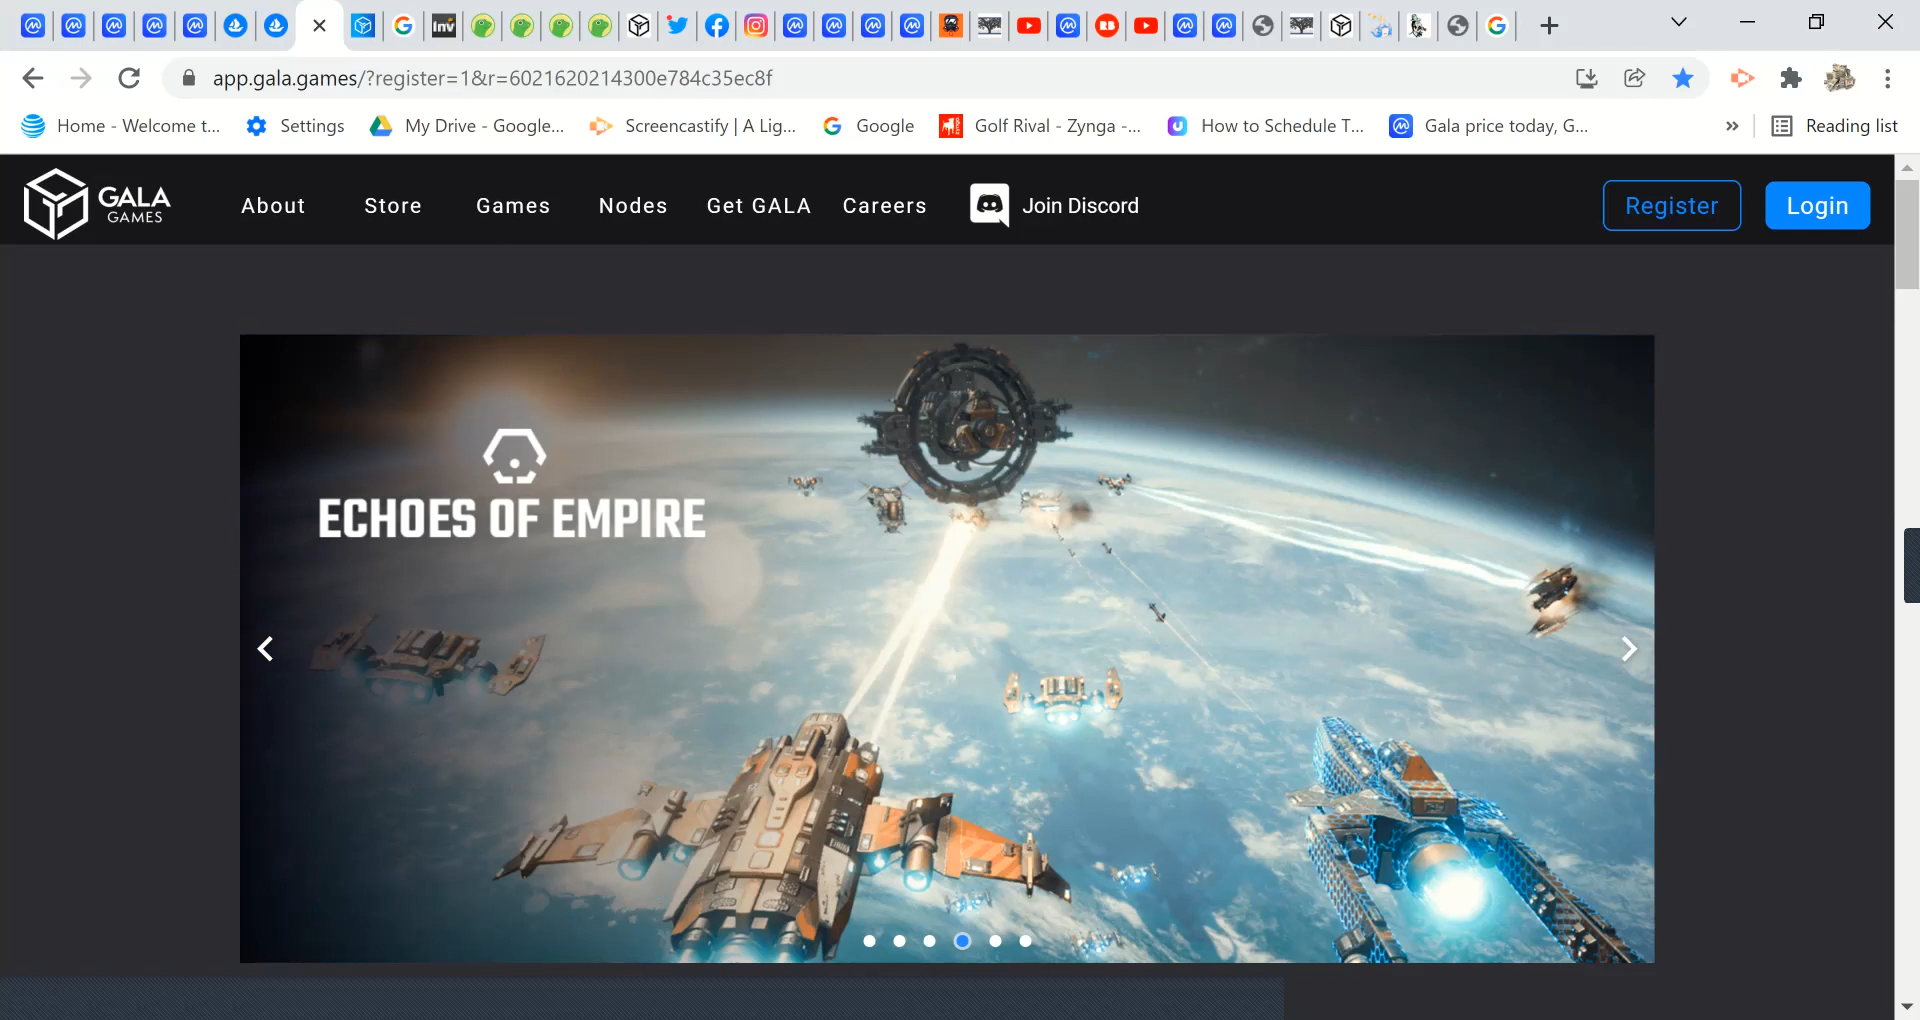 Inv
app.gala.games/?register=1&r=6021620214300e784c35ec8f
Home - Welcome t...
Settings
My Drive - Google...
Screencastify | A Lig...
Google
Golf Rival - Zynga -...
How to Schedule T...
Gala price today, G...
»
Reading list
GALA
GAMES
About
Store
Games
Nodes
Get GALA
Careers
Join Discord
Register
Login
ECHOES OF EMPIRE